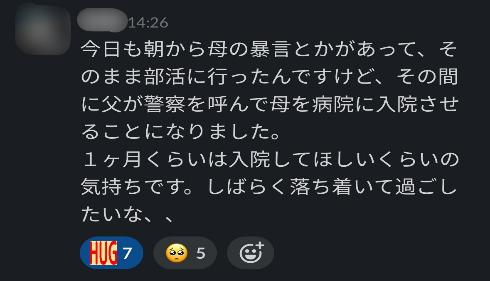 14:26
今日も朝から母の暴言とかがあって、そ
のまま部活に行ったんですけど、その間
に父が警察を呼んで母を病院に入院させ
ることになりました。
１ヶ月くらいは入院してほしいくらいの
気持ちです。しばらく落ち着いて過ごし
たいな、、
HUG 7 🥺 5